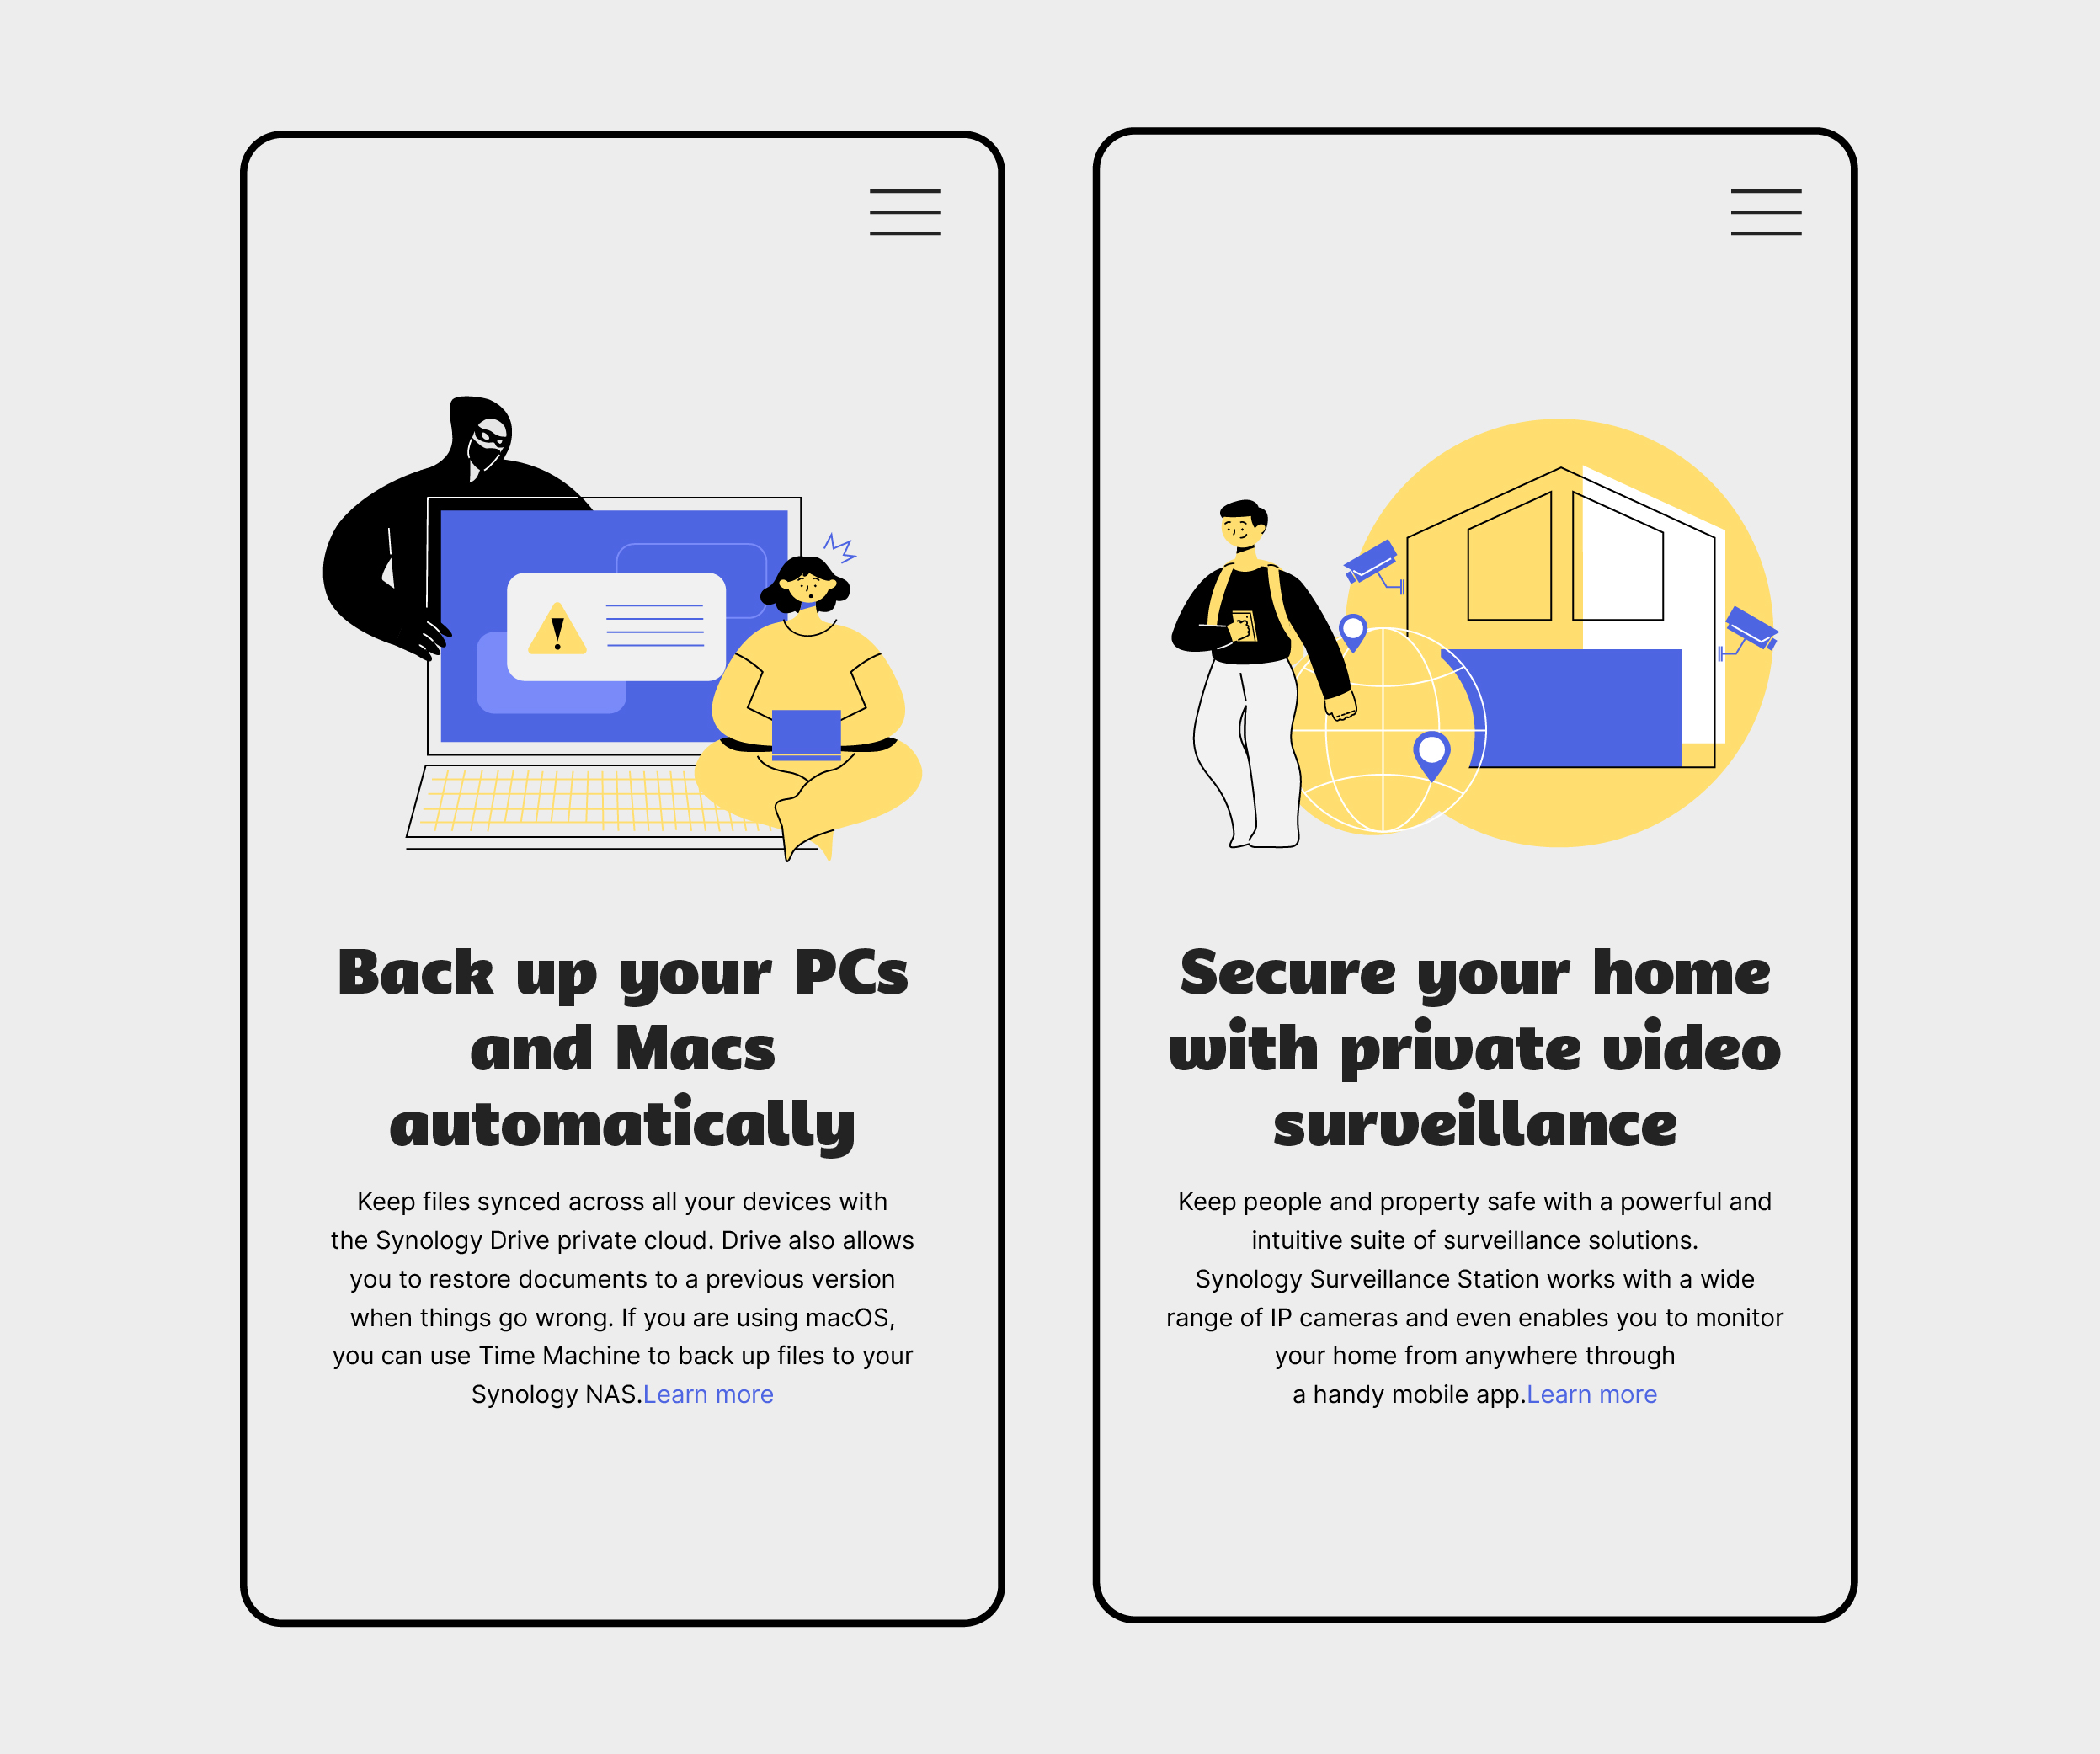 Back up your PCs
and Macs
automatically
Keep files synced across all your devices with
the Synology Drive private cloud. Drive also allows
you to restore documents to a previous version
when things go wrong. If you are using macOS,
you can use Time Machine to back up files to your
Synology NAS.Learn more
Secure your home
with private video
surveillance
Keep people and property safe with a powerful and
intuitive suite of surveillance solutions.
Synology Surveillance Station works with a wide
range of IP cameras and even enables you to monitor
your home from anywhere through
a handy mobile app.Learn more